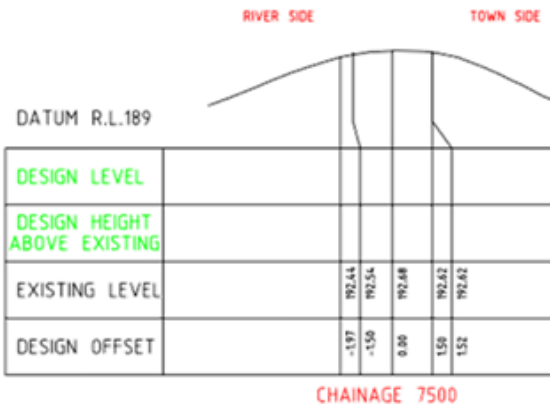 RIVER SIDE TOWN SIDE
DATUM R.L.189
DESIGN LEVEL
DESIGN HEIGHT
ABOVE EXISTING
EXISTING LEVEL 192.44 192.54 192.68 192.62 192.62
DESIGN OFFSET -1.97 -1.50 0.00 1.50 1.52
CHAINAGE 7500